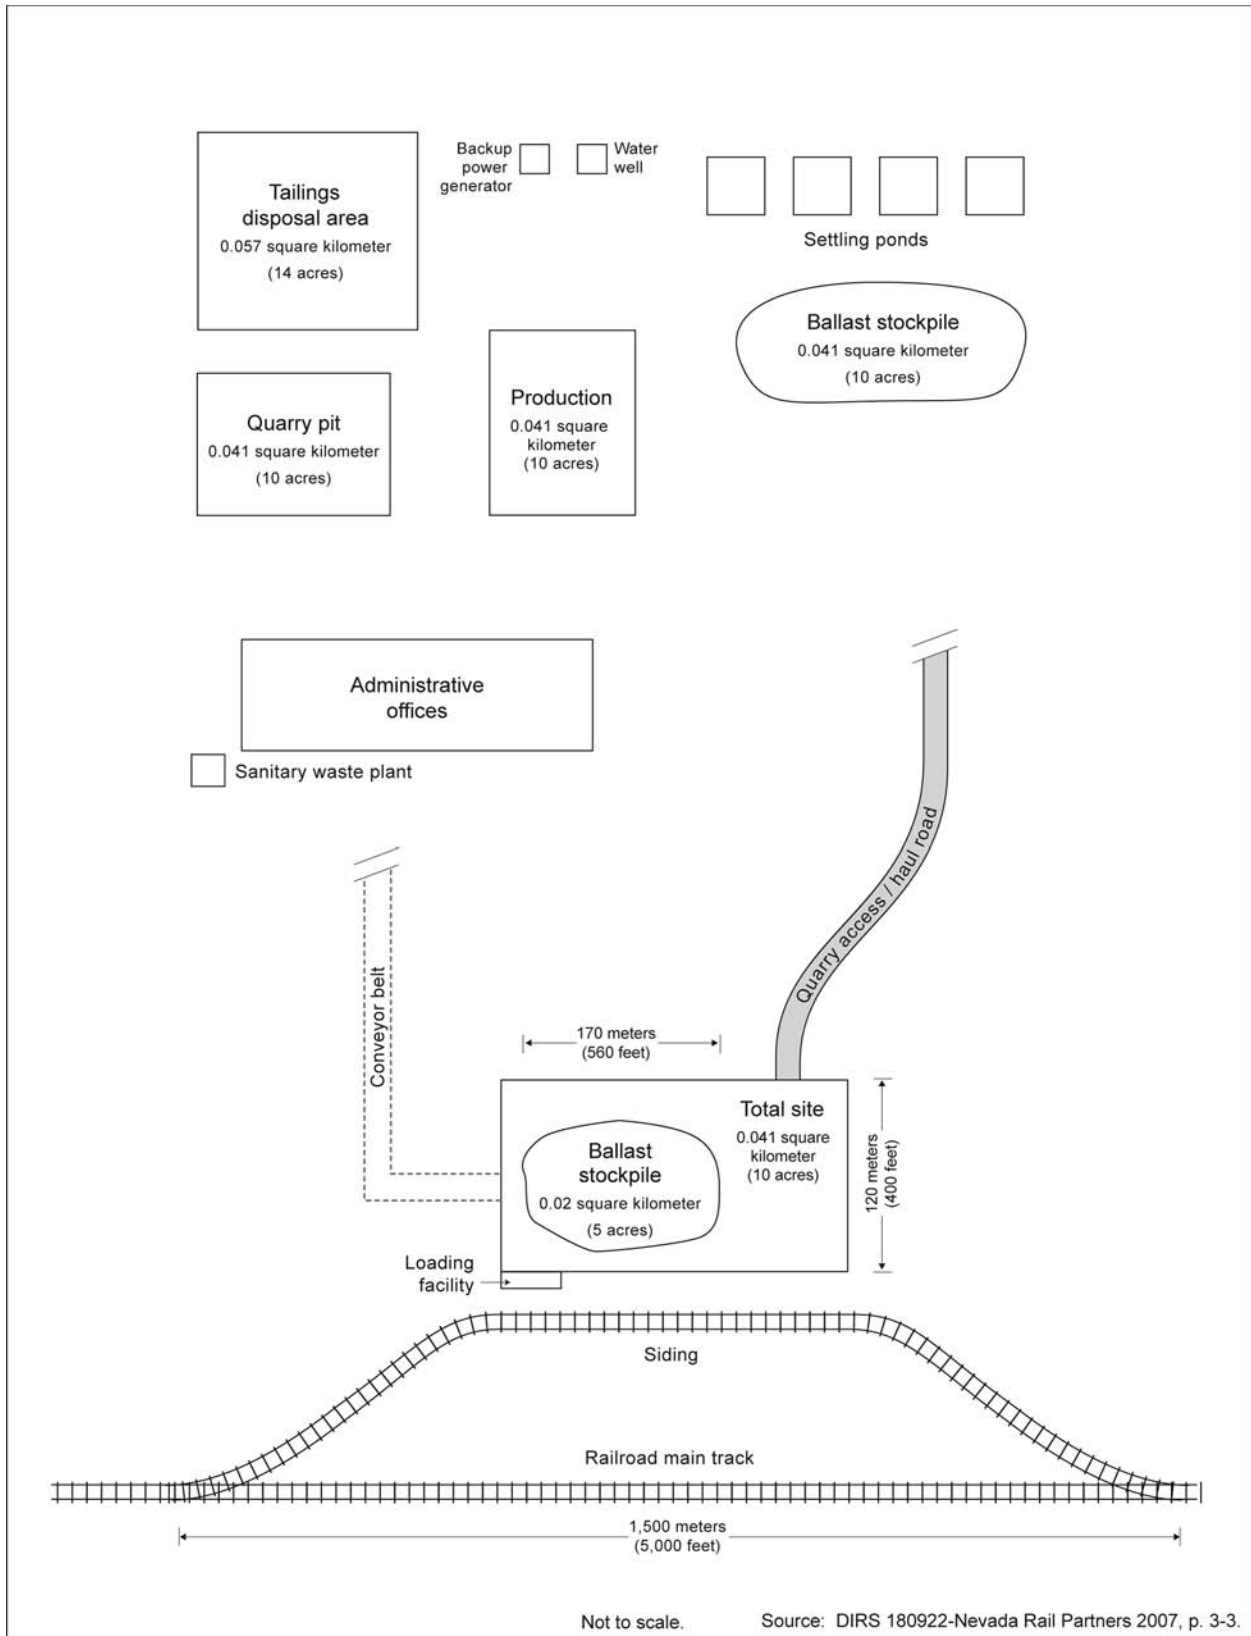 Backup
power
generator
Water
well
Tailings
disposal area
0.057 square kilometer
(14 acres)
Settling ponds
Ballast stockpile
0.041 square kilometer
(10 acres)
Quarry pit
0.041 square kilometer
(10 acres)
Production
0.041 square
kilometer
(10 acres)
Administrative
offices
Sanitary waste plant
Quarry access / haul road
Conveyor belt
170 meters
(560 feet)
Total site
0.041 square
kilometer
(10 acres)
120 meters
(400 feet)
Ballast
stockpile
0.02 square kilometer
(5 acres)
Loading
facility
Siding
Railroad main track
1,500 meters
(5,000 feet)
Not to scale.
Source: DIRS 180922-Nevada Rail Partners 2007, p. 3-3.